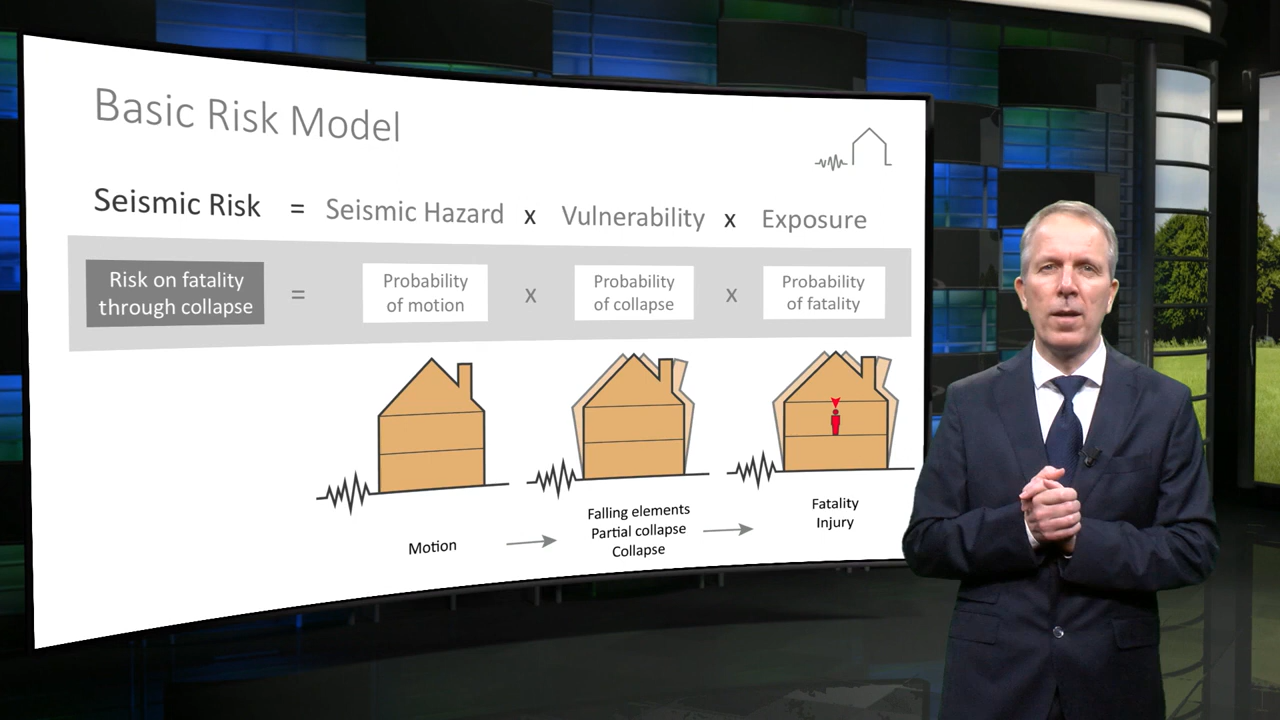 Basic Risk Model
Seismic Risk = Seismic Hazard x Vulnerability x Exposure
Risk on fatality
through collapse
=
Probability
of motion
x
Probability
of collapse
x
Probability
of fatality
Motion
Falling elements
Partial collapse
Collapse
Fatality
Injury